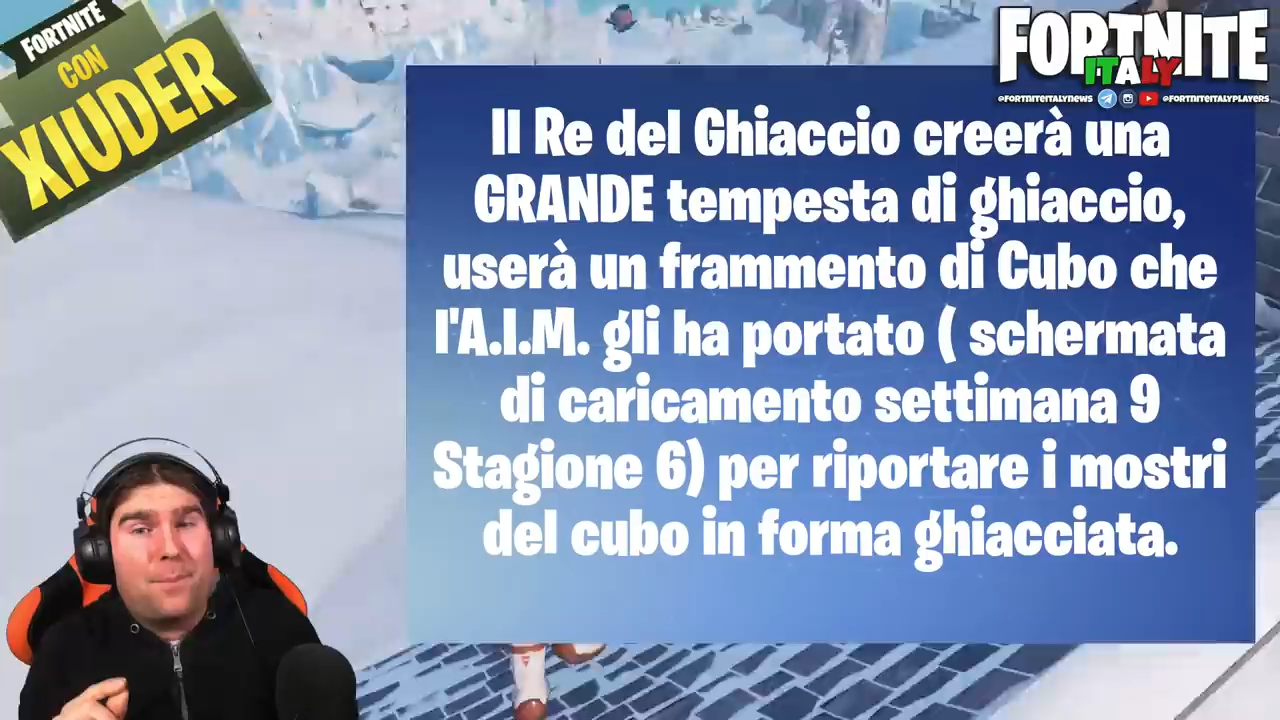 FORTNITE
CON
XIUDER
FORTNITE
ITALY
@FORTNITEITALYNEWS @FORTNITEITALYPLAYERS
Il Re del Ghiaccio creerà una
GRANDE tempesta di ghiaccio,
userà un frammento di Cubo che
l'A.I.M. gli ha portato ( schermata
di caricamento settimana 9
Stagione 6) per riportare i mostri
del cubo in forma ghiacciata.